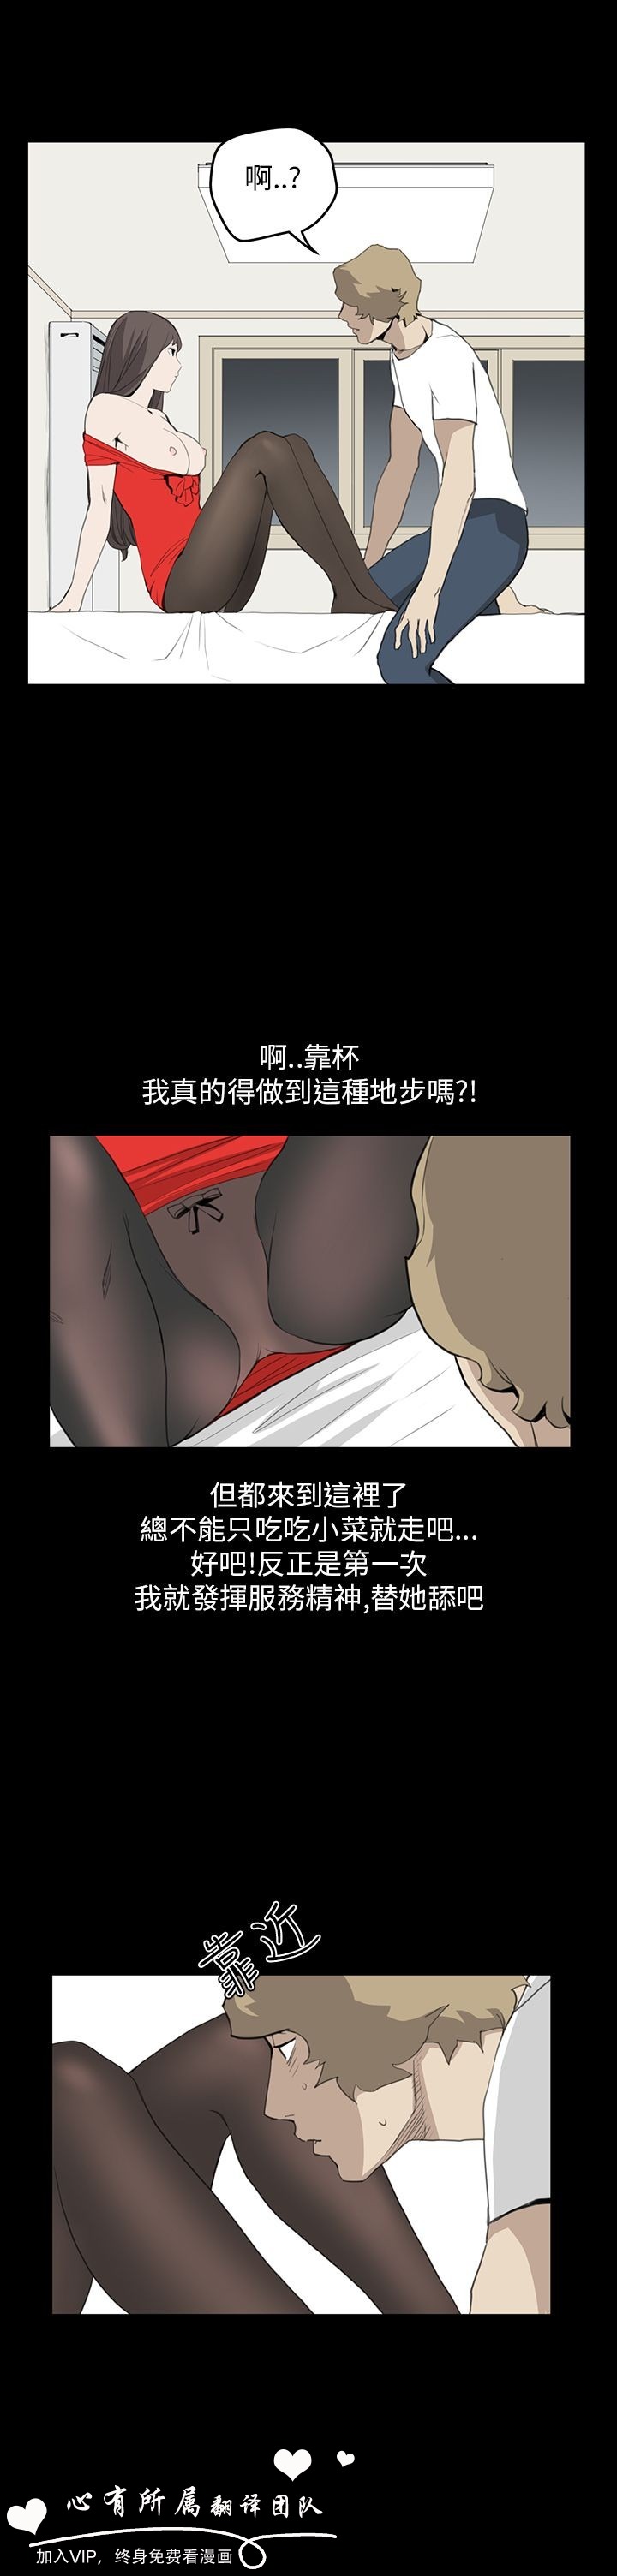 啊..?
啊..靠杯
我真的得做到這種地步嗎?!
但都來到這裡了
總不能只吃吃小菜就走吧...
好吧!反正是第一次
我就發揮服務精神,替她舔吧
靠近
心有所属翻译团队
加入VIP，终身免费看漫画